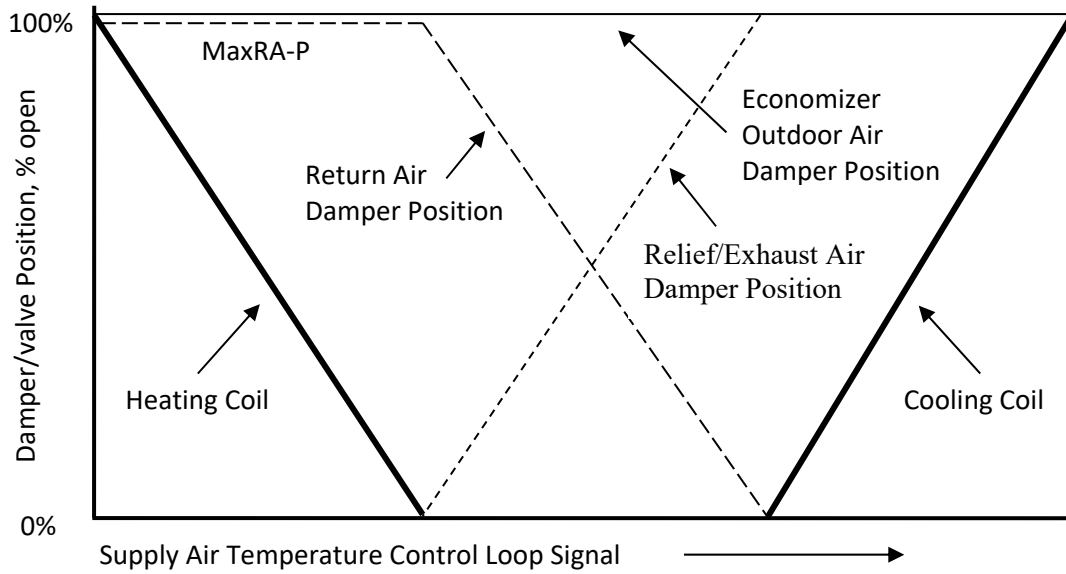 100%
MaxRA-P
Economizer
Outdoor Air
Damper Position
Return Air
Damper Position
Relief/Exhaust Air
Damper Position
Damper/valve Position, % open
Heating Coil
Cooling Coil
0%
Supply Air Temperature Control Loop Signal